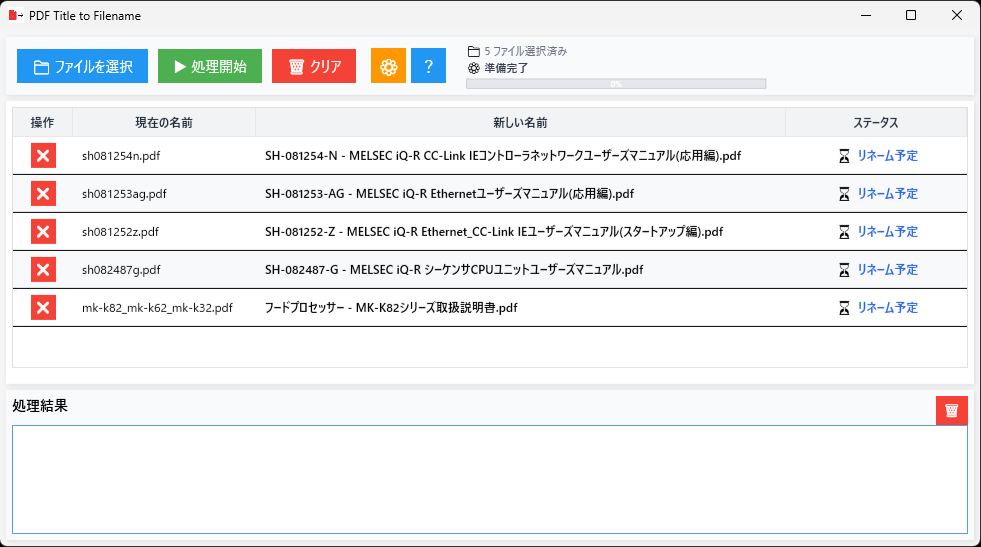 PDF Title to Filename
ファイルを選択 処理開始 クリア ?
5 ファイル選択済み
準備完了
0%
操作 現在の名前 新しい名前 ステータス
sh081254n.pdf SH-081254-N - MELSEC iQ-R CC-Link IEコントローラネットワークユーザーズマニュアル(応用編).pdf リネーム予定
sh081253ag.pdf SH-081253-AG - MELSEC iQ-R Ethernetユーザーズマニュアル(応用編).pdf リネーム予定
sh081252z.pdf SH-081252-Z - MELSEC iQ-R Ethernet_CC-Link IEユーザーズマニュアル(スタートアップ編).pdf リネーム予定
sh082487g.pdf SH-082487-G - MELSEC iQ-R シーケンサCPUユニットユーザーズマニュアル.pdf リネーム予定
mk-k82_mk-k62_mk-k32.pdf フードプロセッサー - MK-K82シリーズ取扱説明書.pdf リネーム予定
処理結果